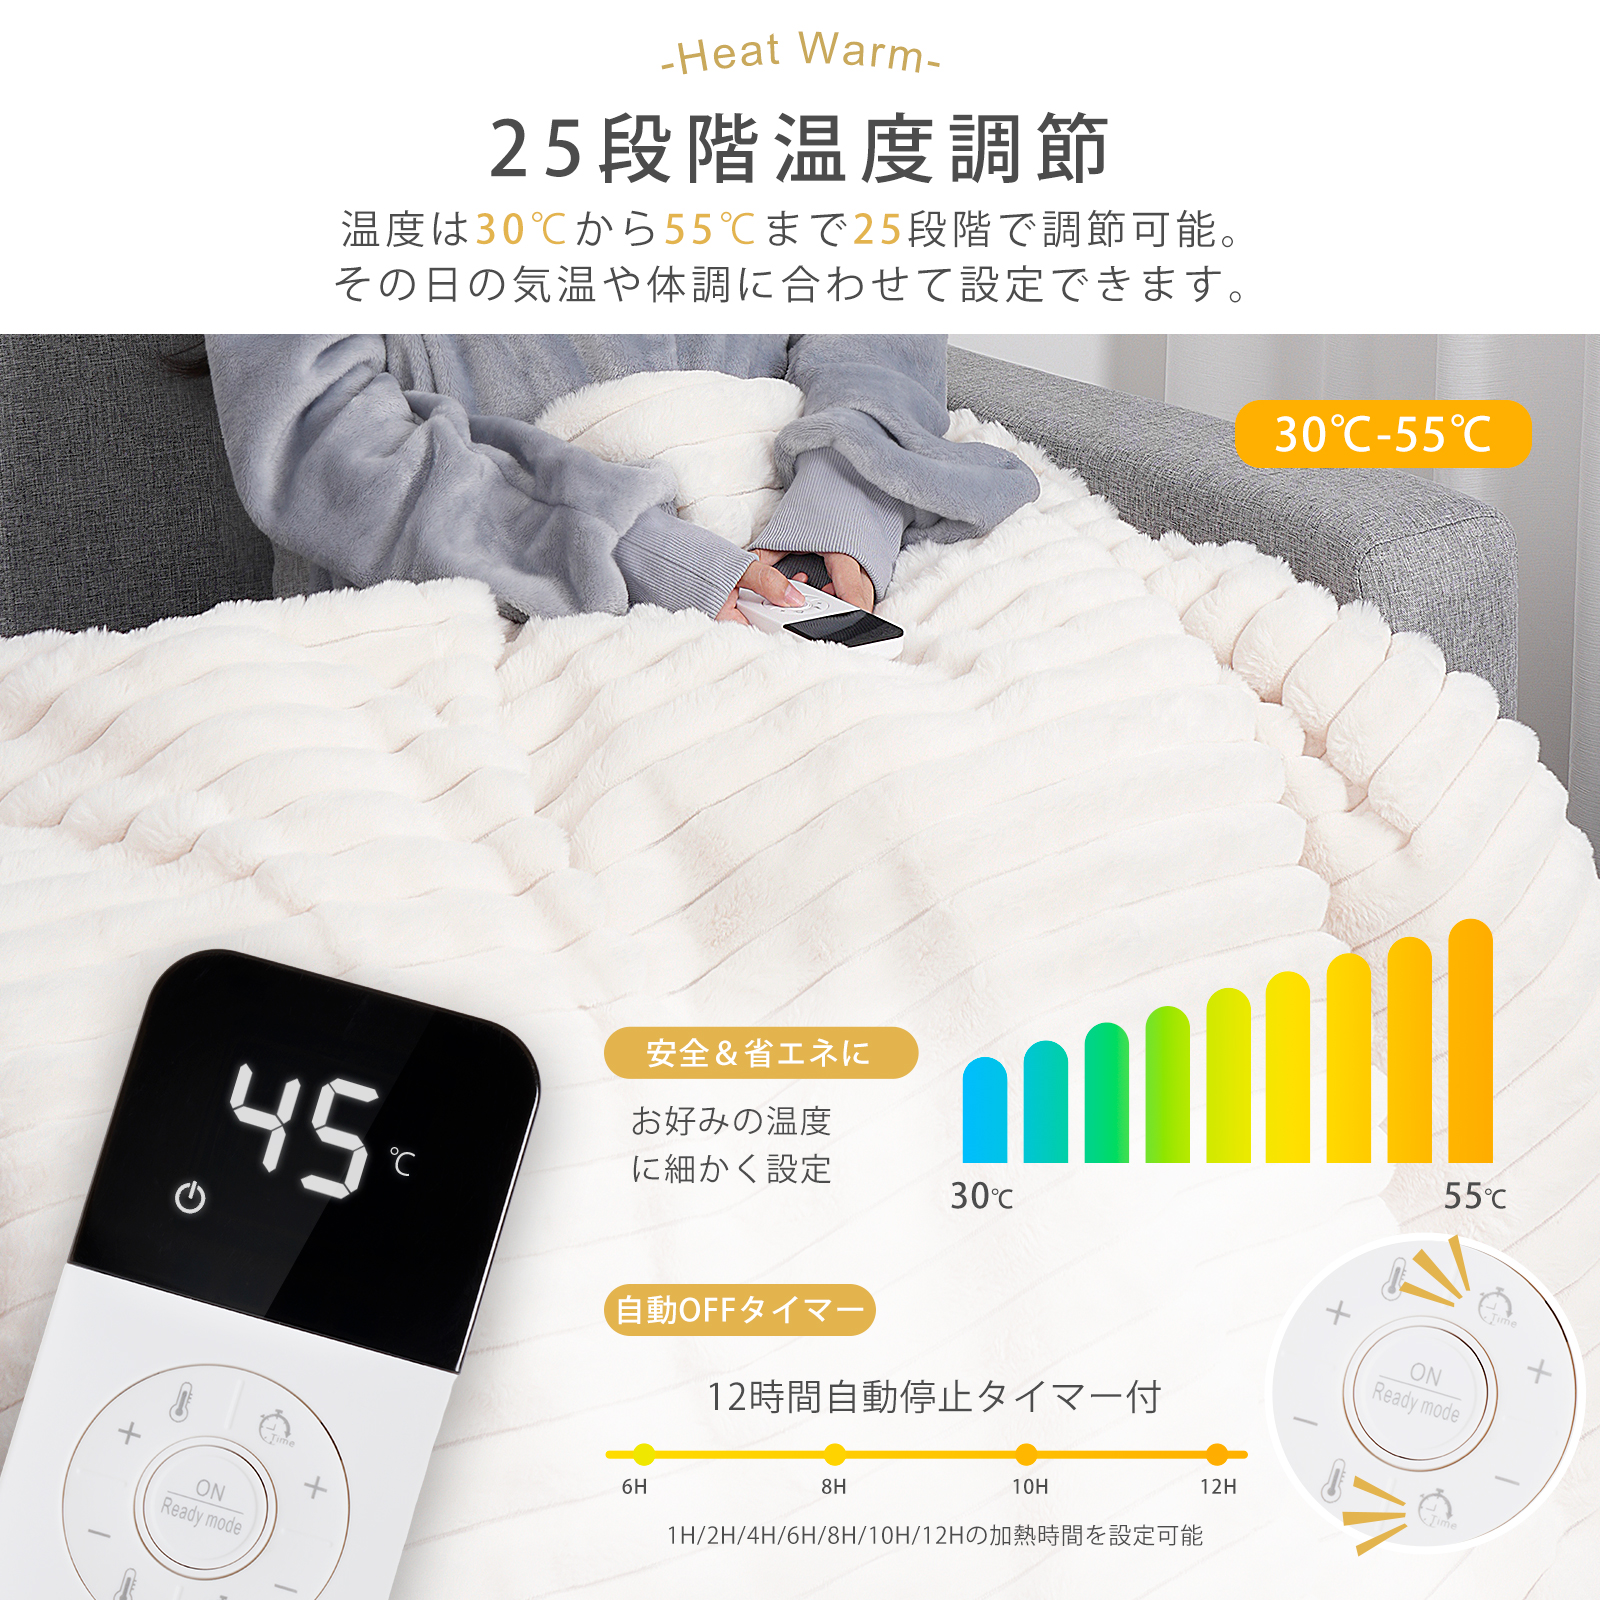 -Heat Warm-
25段階温度調節
温度は30℃から55℃まで25段階で調節可能。
その日の気温や体調に合わせて設定できます。
30℃-55℃
45℃
安全＆省エネに
お好みの温度
に細かく設定
30℃
55℃
自動OFFタイマー
12時間自動停止タイマー付
6H 8H 10H 12H
1H/2H/4H/6H/8H/10H/12Hの加熱時間を設定可能
Time
+
+
ON
Ready mode
−
−
Time
+
+
ON
Ready mode
−
−
Time